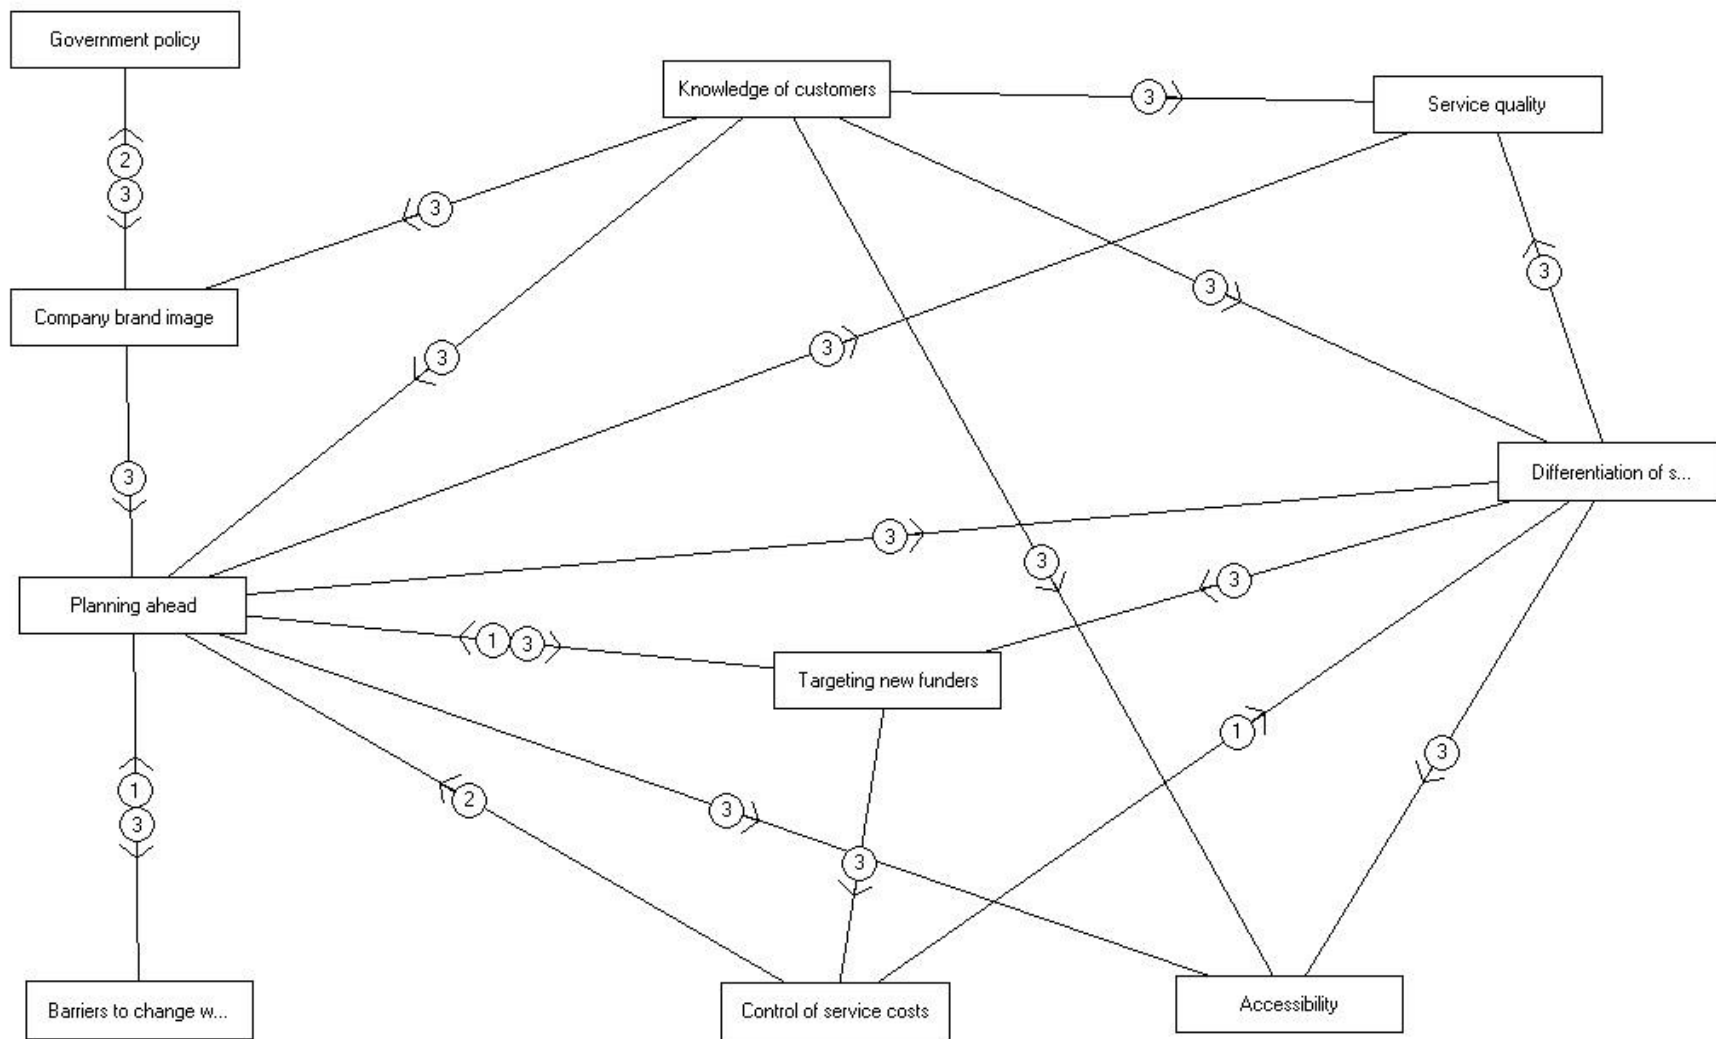 Government policy
Knowledge of customers
3
Service quality
2
3
3
3
3
Company brand image
3
3
3
3
Differentiation of s...
3
3
3
Planning ahead
1
3
Targeting new funders
1
3
1
3
2
3
3
Barriers to change w...
Control of service costs
Accessibility